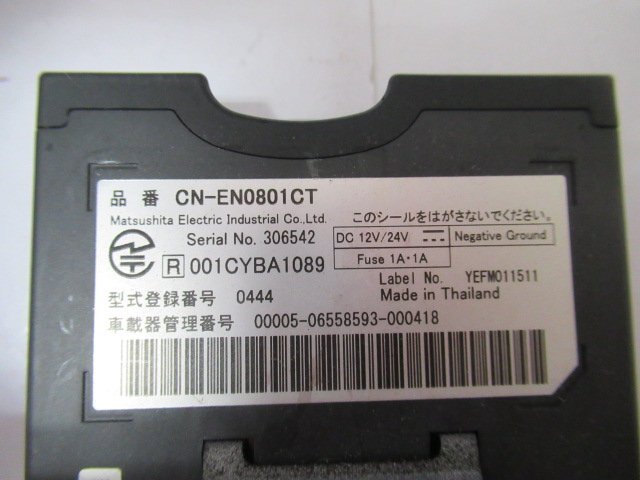 品 番 CN-EN0801CT
Matsushita Electric Industrial Co.,Ltd.
このシールをはがさないでください。
Serial No. 306542
DC 12V/24V
Negative Ground
R 001CYBA1089
Fuse 1A・1A
Label No. YEFM011511
型式登録番号 0444
Made in Thailand
車載器管理番号 00005-06558593-000418